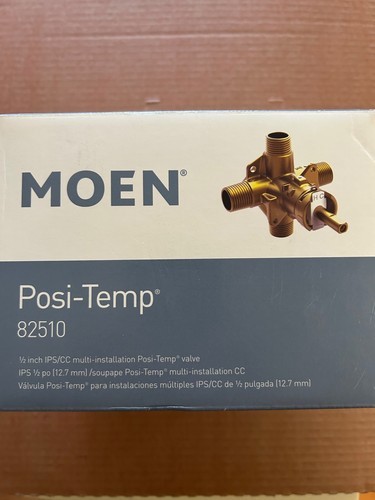 MOEN®
Posi-Temp®
82510
½ inch IPS/CC multi-installation Posi-Temp® valve
IPS ½ po (12.7 mm) /soupape Posi-Temp® multi-installation CC
Válvula Posi-Temp® para instalaciones múltiples IPS/CC de ½ pulgada (12.7 mm)